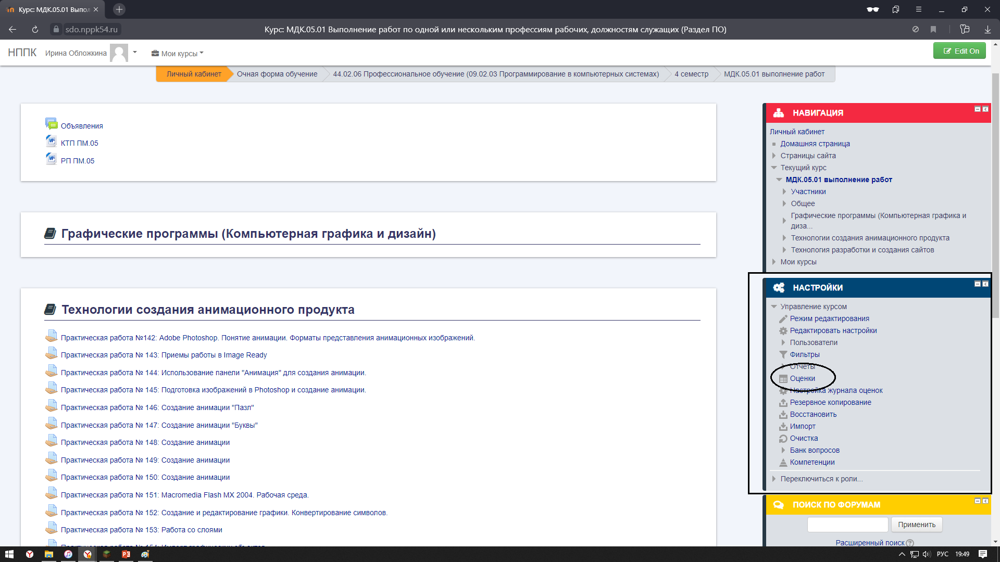 Курс: МДК.05.01 Выпол
sdo.nppk54.ru
Курс: МДК.05.01 Выполнение работ по одной или нескольким профессиям рабочих, должностям служащих (Раздел ПО)
НППК
Ирина Обложкина
Мои курсы
Edit On
Личный кабинет
Очная форма обучение
44.02.06 Профессиональное обучение (09.02.03 Программирование в компьютерных системах)
4 семестр
МДК.05.01 выполнение работ
Объявления
КТП ПМ.05
РП ПМ.05
Графические программы (Компьютерная графика и дизайн)
Технологии создания анимационного продукта
Практическая работа №142: Adobe Photoshop. Понятие анимации. Форматы представления анимационных изображений.
Практическая работа № 143: Приемы работы в Image Ready
Практическая работа № 144: Использование панели "Анимация" для создания анимации.
Практическая работа № 145: Подготовка изображений в Photoshop и создание анимации.
Практическая работа № 146: Создание анимации "Пазл"
Практическая работа № 147: Создание анимации "Буквы"
Практическая работа № 148: Создание анимации
Практическая работа № 149: Создание анимации
Практическая работа № 150: Создание анимации
Практическая работа № 151: Macromedia Flash MX 2004. Рабочая среда.
Практическая работа № 152: Создание и редактирование графики. Конвертирование символов.
Практическая работа № 153: Работа со слоями
НАВИГАЦИЯ
Личный кабинет
Домашняя страница
Страницы сайта
Текущий курс
МДК.05.01 выполнение работ
Участники
Общее
Графические программы (Компьютерная графика и
диза...
Технологии создания анимационного продукта
Технология разработки и создания сайтов
Мои курсы
НАСТРОЙКИ
Управление курсом
Режим редактирования
Редактировать настройки
Пользователи
Фильтры
Отчеты
Оценки
Настройка журнала оценок
Резервное копирование
Восстановить
Импорт
Очистка
Банк вопросов
Компетенции
Переключиться к роли...
ПОИСК ПО ФОРУМАМ
Применить
Расширенный поиск
РУС
19:49